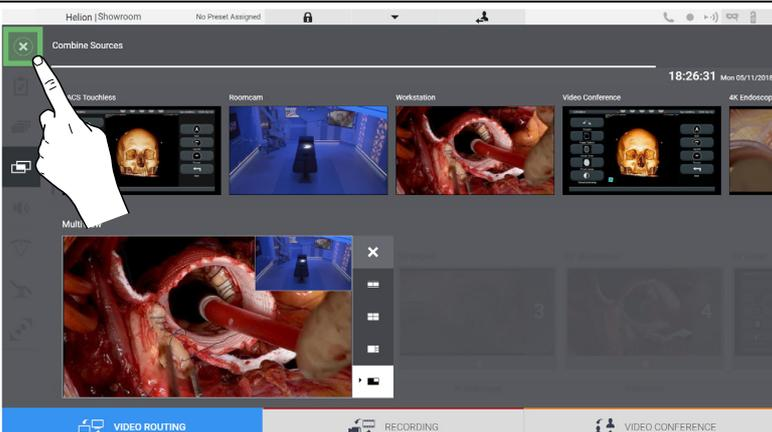 Helion | Showroom No Preset Assigned
Combine Sources
18:26:31 Mon 05/11/2018
ACS Touchless Roomcam Workstation Video Conference 4K Endoscop
Multiview
3 4
VIDEO ROUTING RECORDING VIDEO CONFERENCE